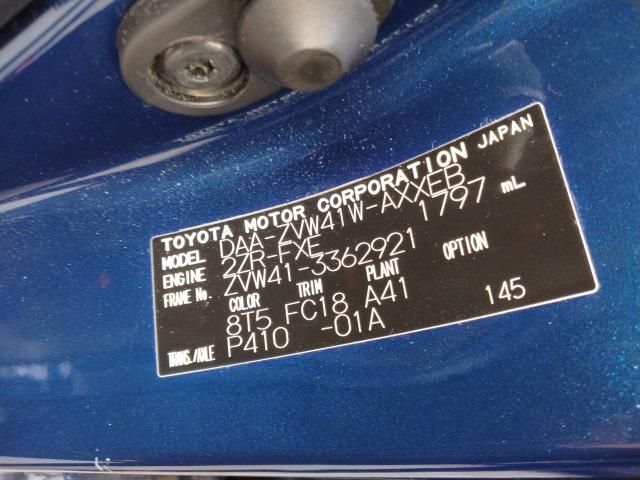 TOYOTA MOTOR CORPORATION JAPAN
MODEL DAA-ZVW41W-AXXEB
ENGINE 2ZR-FXE 1797 mL
FRAME No. ZVW41-3362921
COLOR TRIM PLANT OPTION
8T5 FC18 A41 145
TRANS./AXLE P410 -01A